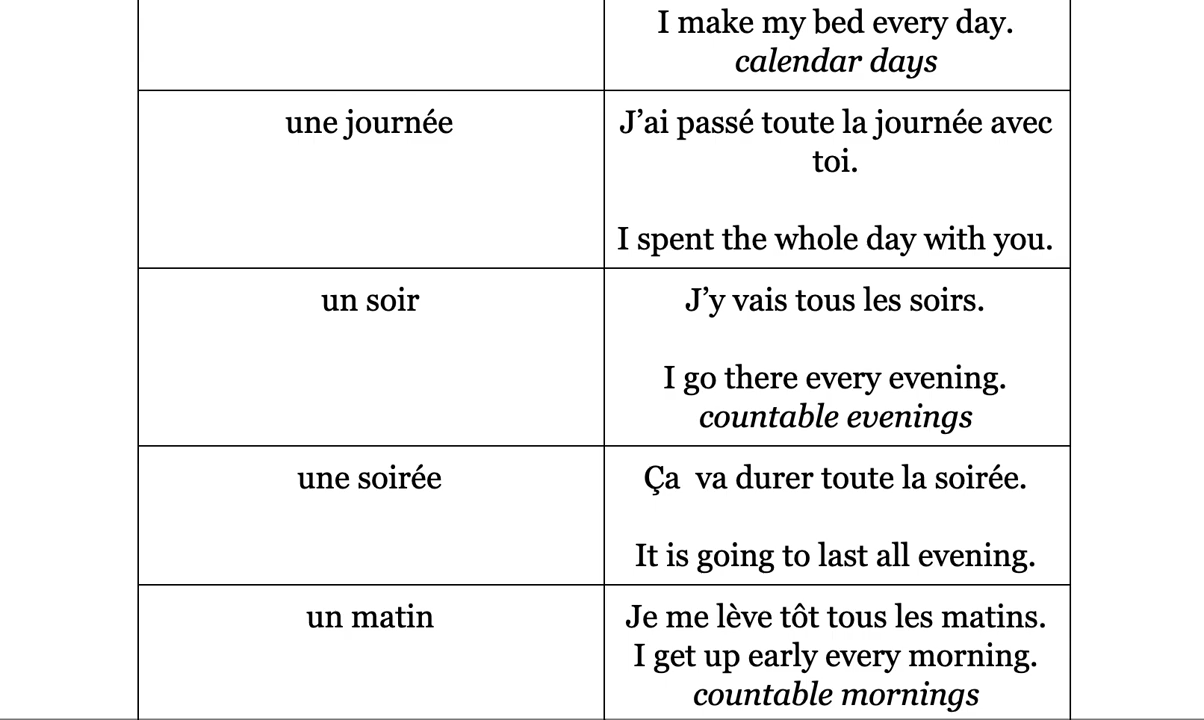 I make my bed every day.
calendar days
une journée
J’ai passé toute la journée avec
toi.
I spent the whole day with you.
un soir
J’y vais tous les soirs.
I go there every evening.
countable evenings
une soirée
Ça  va durer toute la soirée.
It is going to last all evening.
un matin
Je me lève tôt tous les matins.
I get up early every morning.
countable mornings